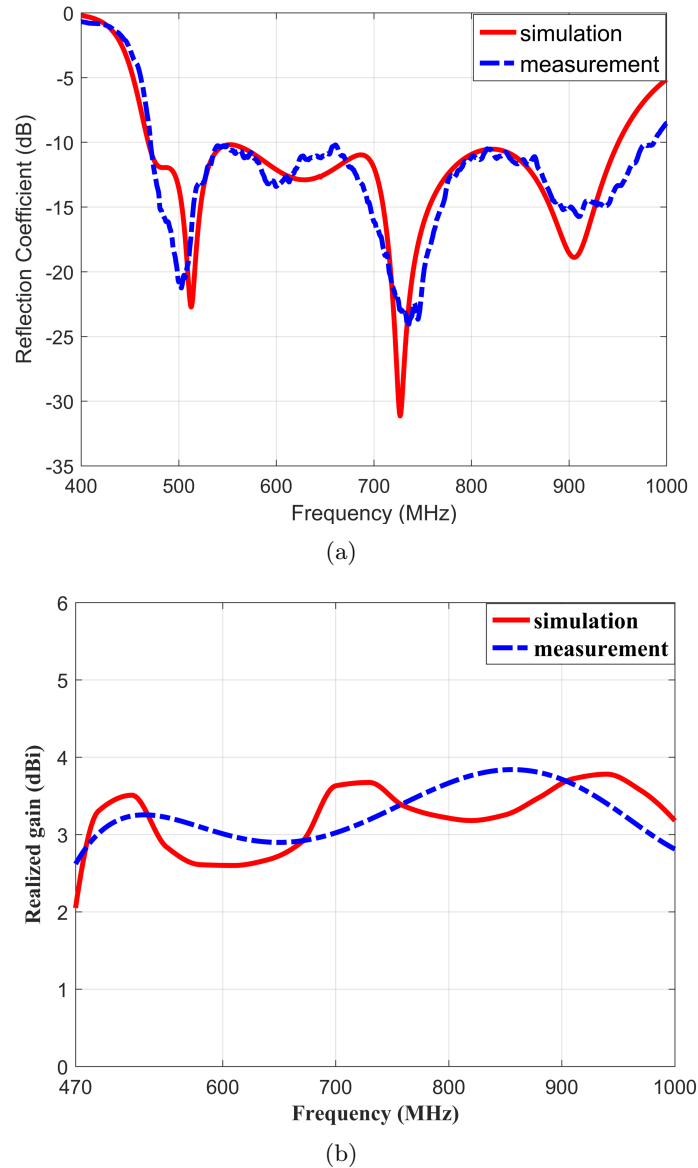 0
-5
-10
-15
-20
-25
-30
-35
Reflection Coefficient (dB)
simulation
measurement
400 500 600 700 800 900 1000
Frequency (MHz)
(a)
6
5
4
3
2
1
0
Realized gain (dBi)
simulation
measurement
470 600 700 800 900 1000
Frequency (MHz)
(b)